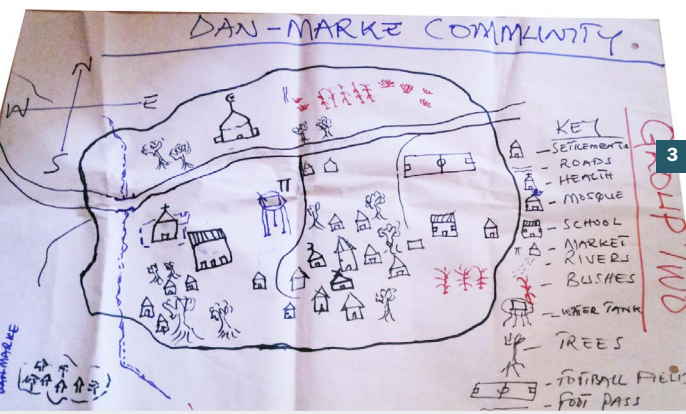 DAN-MARKE COMMUNITY.
N
W E
S
KEY
SETTLEMENTS
ROADS
HEALTH
MOSQUE
SCHOOL
MARKET
RIVERS
BUSHES
WATER TANK
TREES
FOOTBALL FIELD
FOOT PASS
GROUP TWO
3
DANMARKE